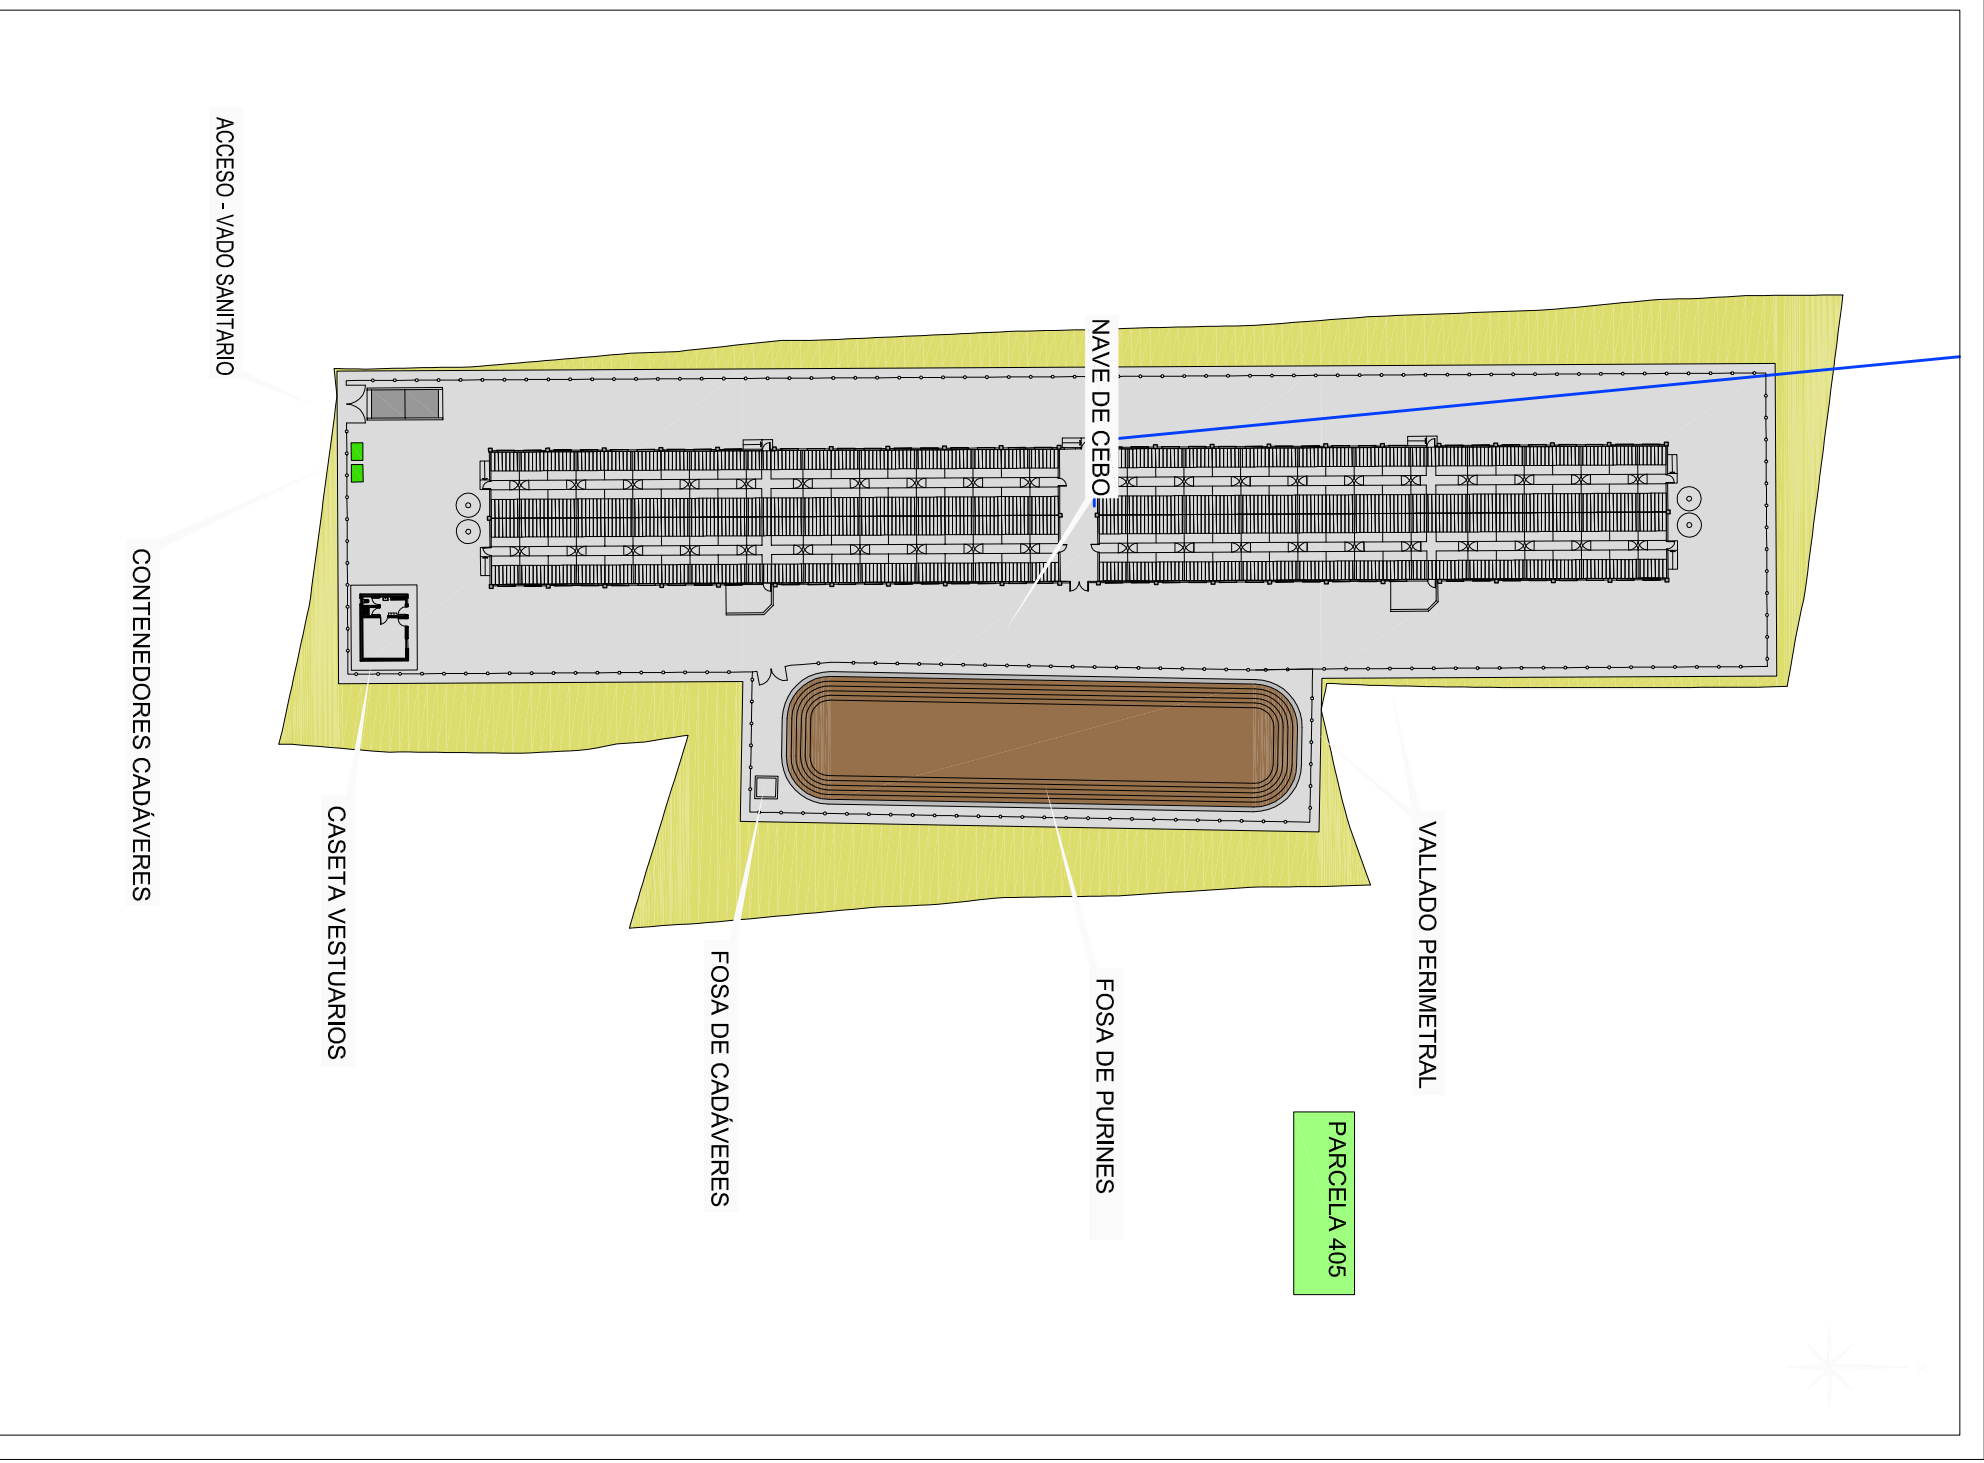 ACCESO - VADO SANITARIO
NAVE DE CEBO
CONTENEDORES CADÁVERES
CASETA VESTUARIOS
FOSA DE CADÁVERES
FOSA DE PURINES
VALLADO PERIMETRAL
PARCELA 405